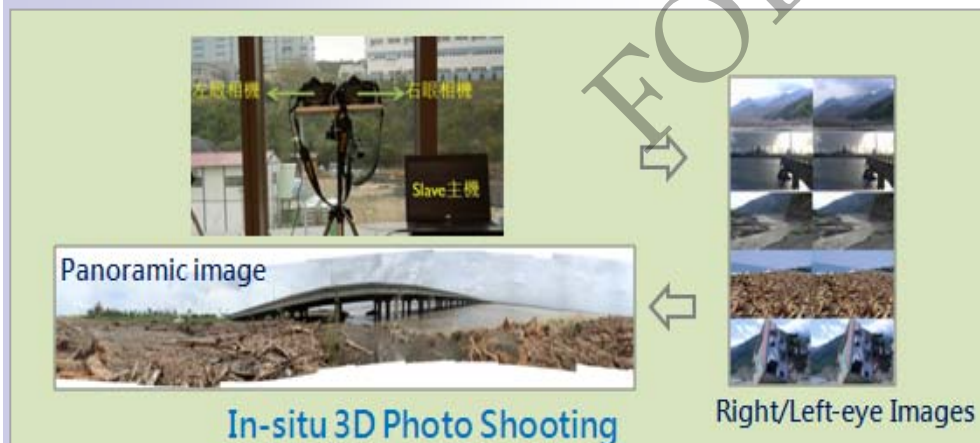 左眼相機
右眼相機
Slave主機
Panoramic image
Right/Left-eye Images
In-situ 3D Photo Shooting